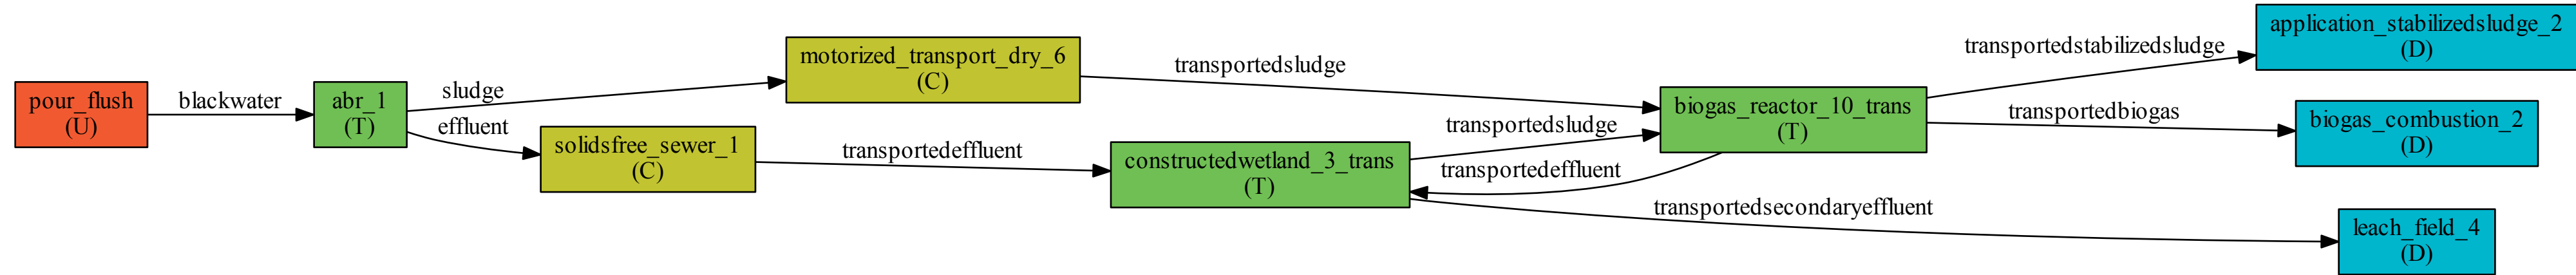 pour_flush
(U)
blackwater
abr_1
(T)
sludge
effluent
motorized_transport_dry_6
(C)
solidsfree_sewer_1
(C)
transportedsludge
transportedeffluent
constructedwetland_3_trans
(T)
transportedsludge
transportedeffluent
biogas_reactor_10_trans
(T)
transportedstabilizedsludge
transportedbiogas
transportedsecondaryeffluent
application_stabilizedsludge_2
(D)
biogas_combustion_2
(D)
leach_field_4
(D)